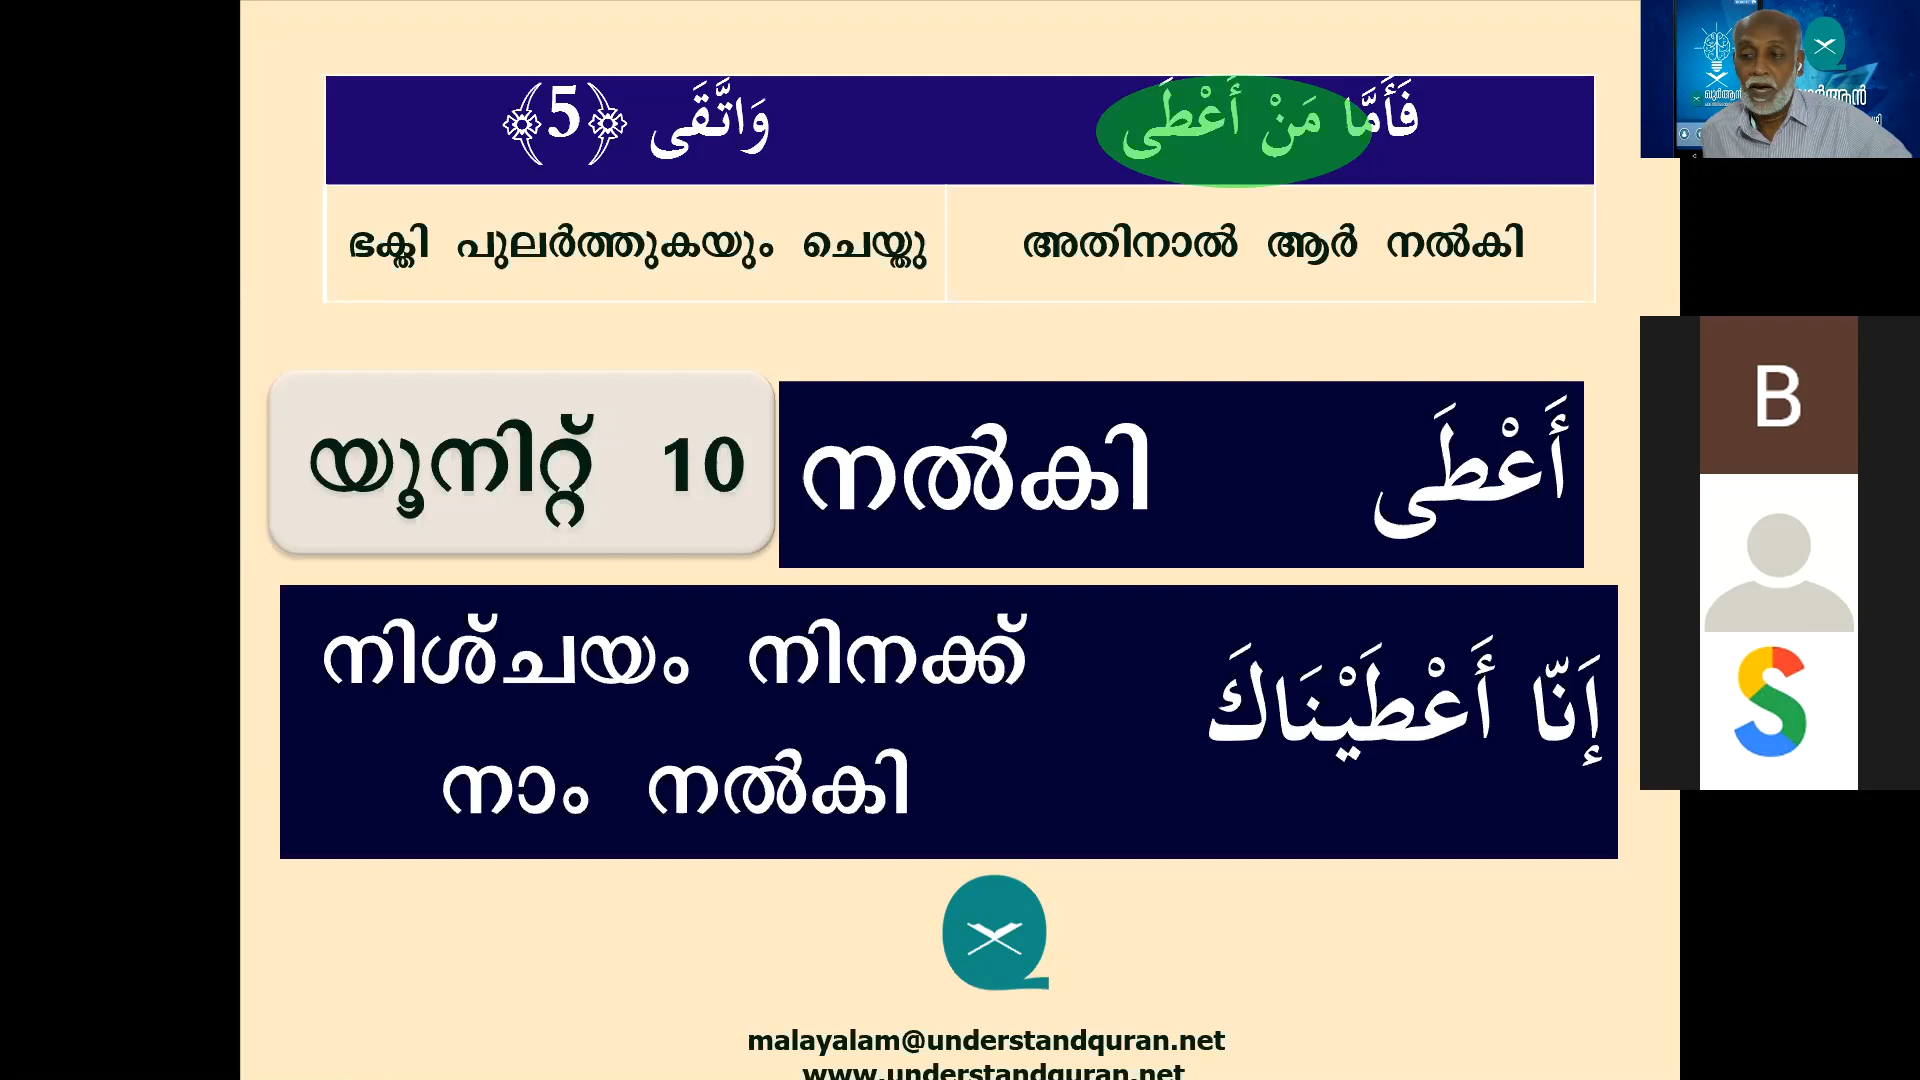 فَأَمَّا مَنْ أَعْطَى وَاتَّقَى ﴿5﴾
അതിനാൽ ആർ നൽകി
ഭക്തി പുലർത്തുകയും ചെയ്തു
യൂനിറ്റ് 10
നൽകി أَعْطَى
നിശ്ചയം നിനക്ക്
നാം നൽകി
إَنّا أَعْطَيْنَاكَ
B
S
malayalam@understandquran.net
www.understandquran.net